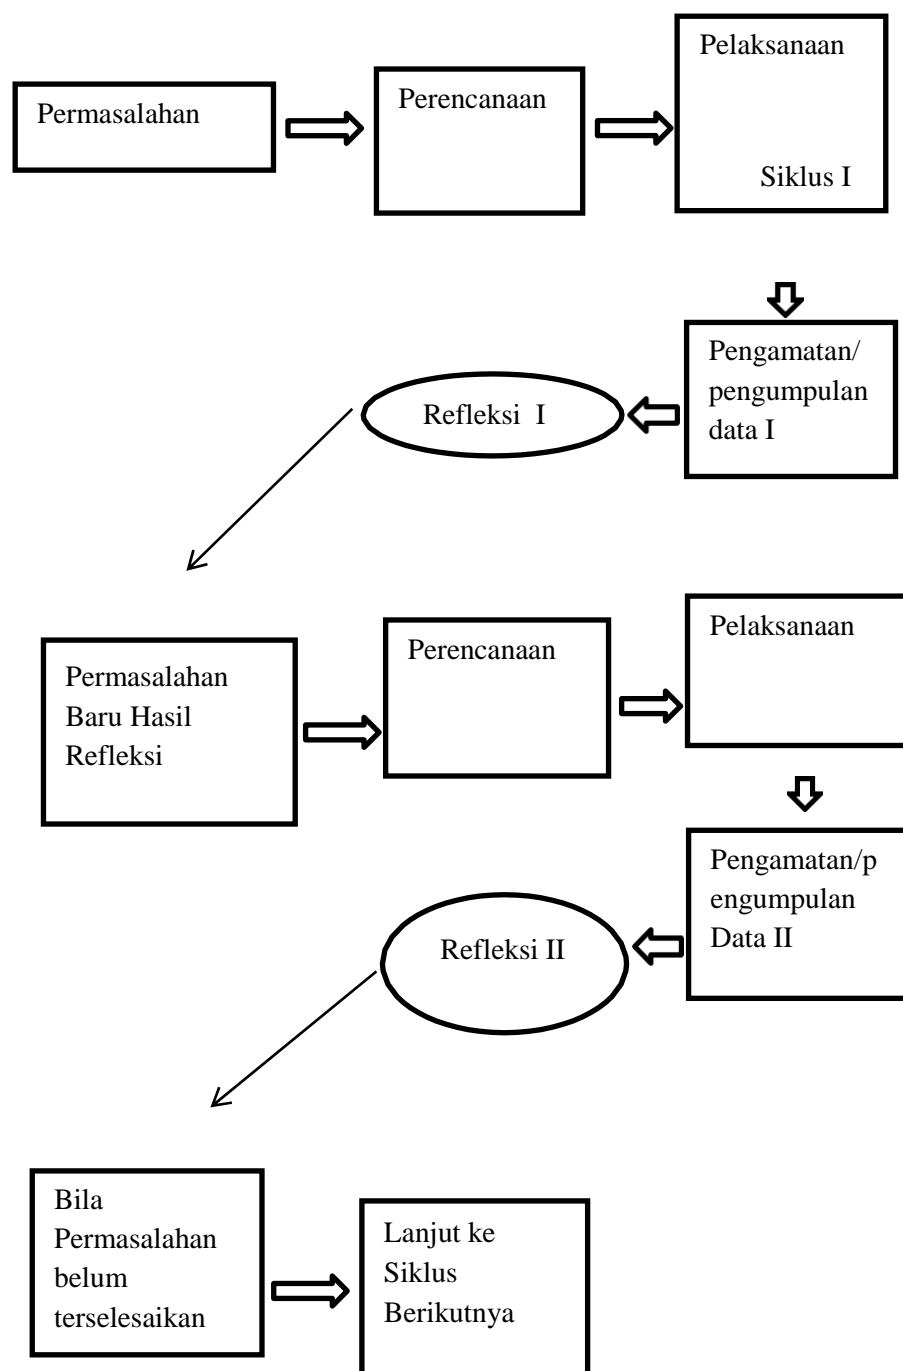 Permasalahan
Perencanaan
Pelaksanaan
Siklus I
Pengamatan/
pengumpulan
data I
Refleksi  I
Permasalahan
Baru Hasil
Refleksi
Perencanaan
Pelaksanaan
Pengamatan/p
engumpulan
Data II
Refleksi II
Bila
Permasalahan
belum
terselesaikan
Lanjut ke
Siklus
Berikutnya